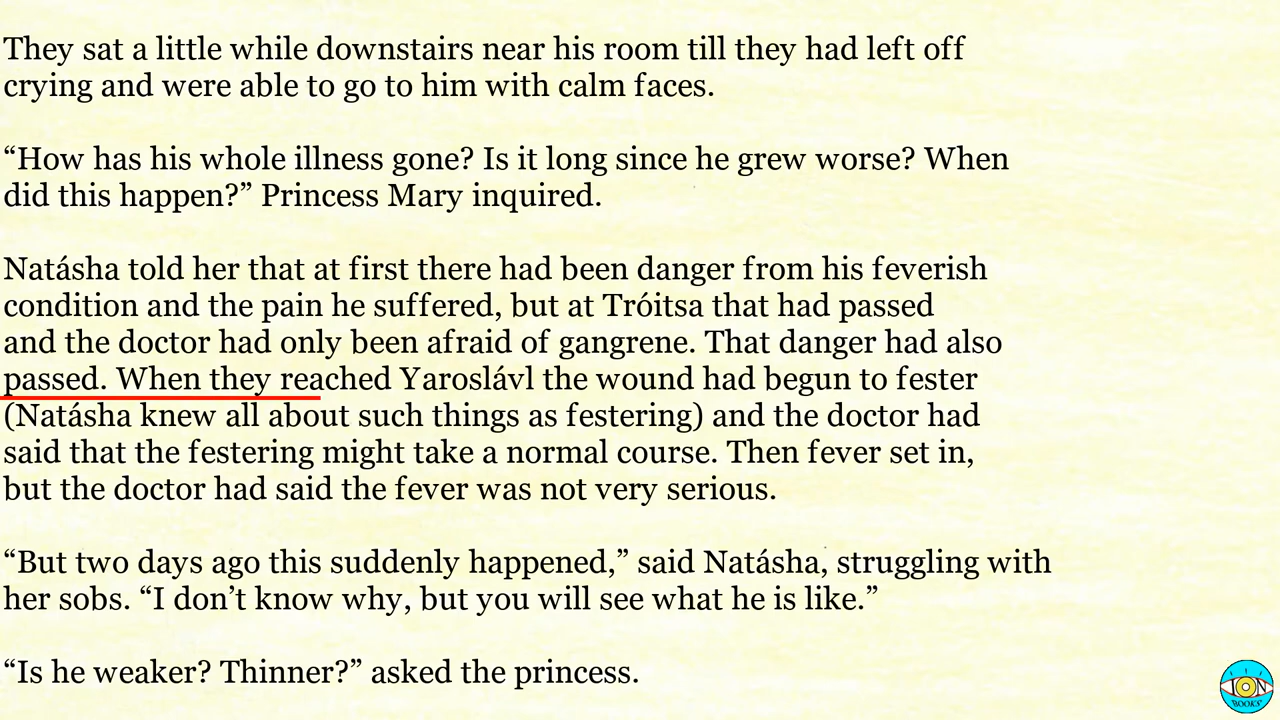 They sat a little while downstairs near his room till they had left off
crying and were able to go to him with calm faces.
“How has his whole illness gone? Is it long since he grew worse? When
did this happen?” Princess Mary inquired.
Natásha told her that at first there had been danger from his feverish
condition and the pain he suffered, but at Tróitsa that had passed
and the doctor had only been afraid of gangrene. That danger had also
passed. When they reached Yaroslávl the wound had begun to fester
(Natásha knew all about such things as festering) and the doctor had
said that the festering might take a normal course. Then fever set in,
but the doctor had said the fever was not very serious.
“But two days ago this suddenly happened,” said Natásha, struggling with
her sobs. “I don’t know why, but you will see what he is like.”
“Is he weaker? Thinner?” asked the princess.
ION
BOOKS